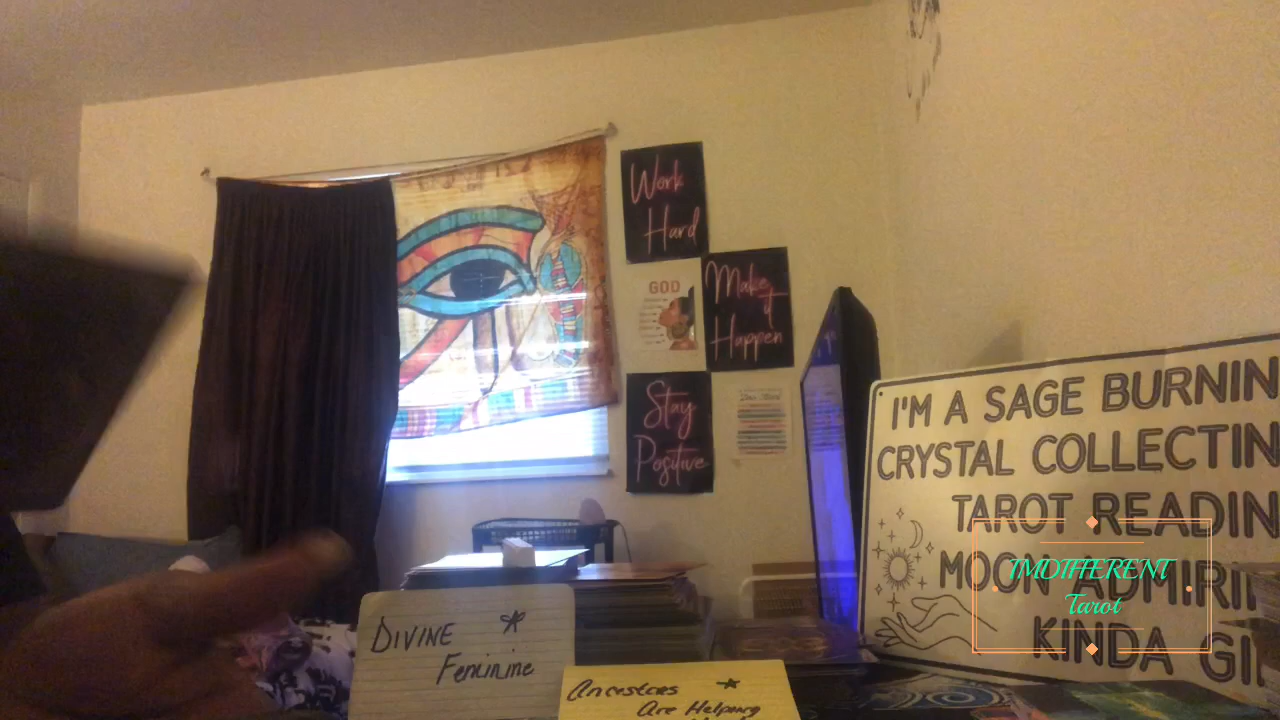 Work
Hard
GOD
Make
it
Happen
Stay
Positive
I'M A SAGE BURNIN
CRYSTAL COLLECTIN
TAROT READIN
MOON ADMIRIN
KINDA GI
IMDIFFERENT
Tarot
DIVINE
Feminine
Ancestors
Are Helping